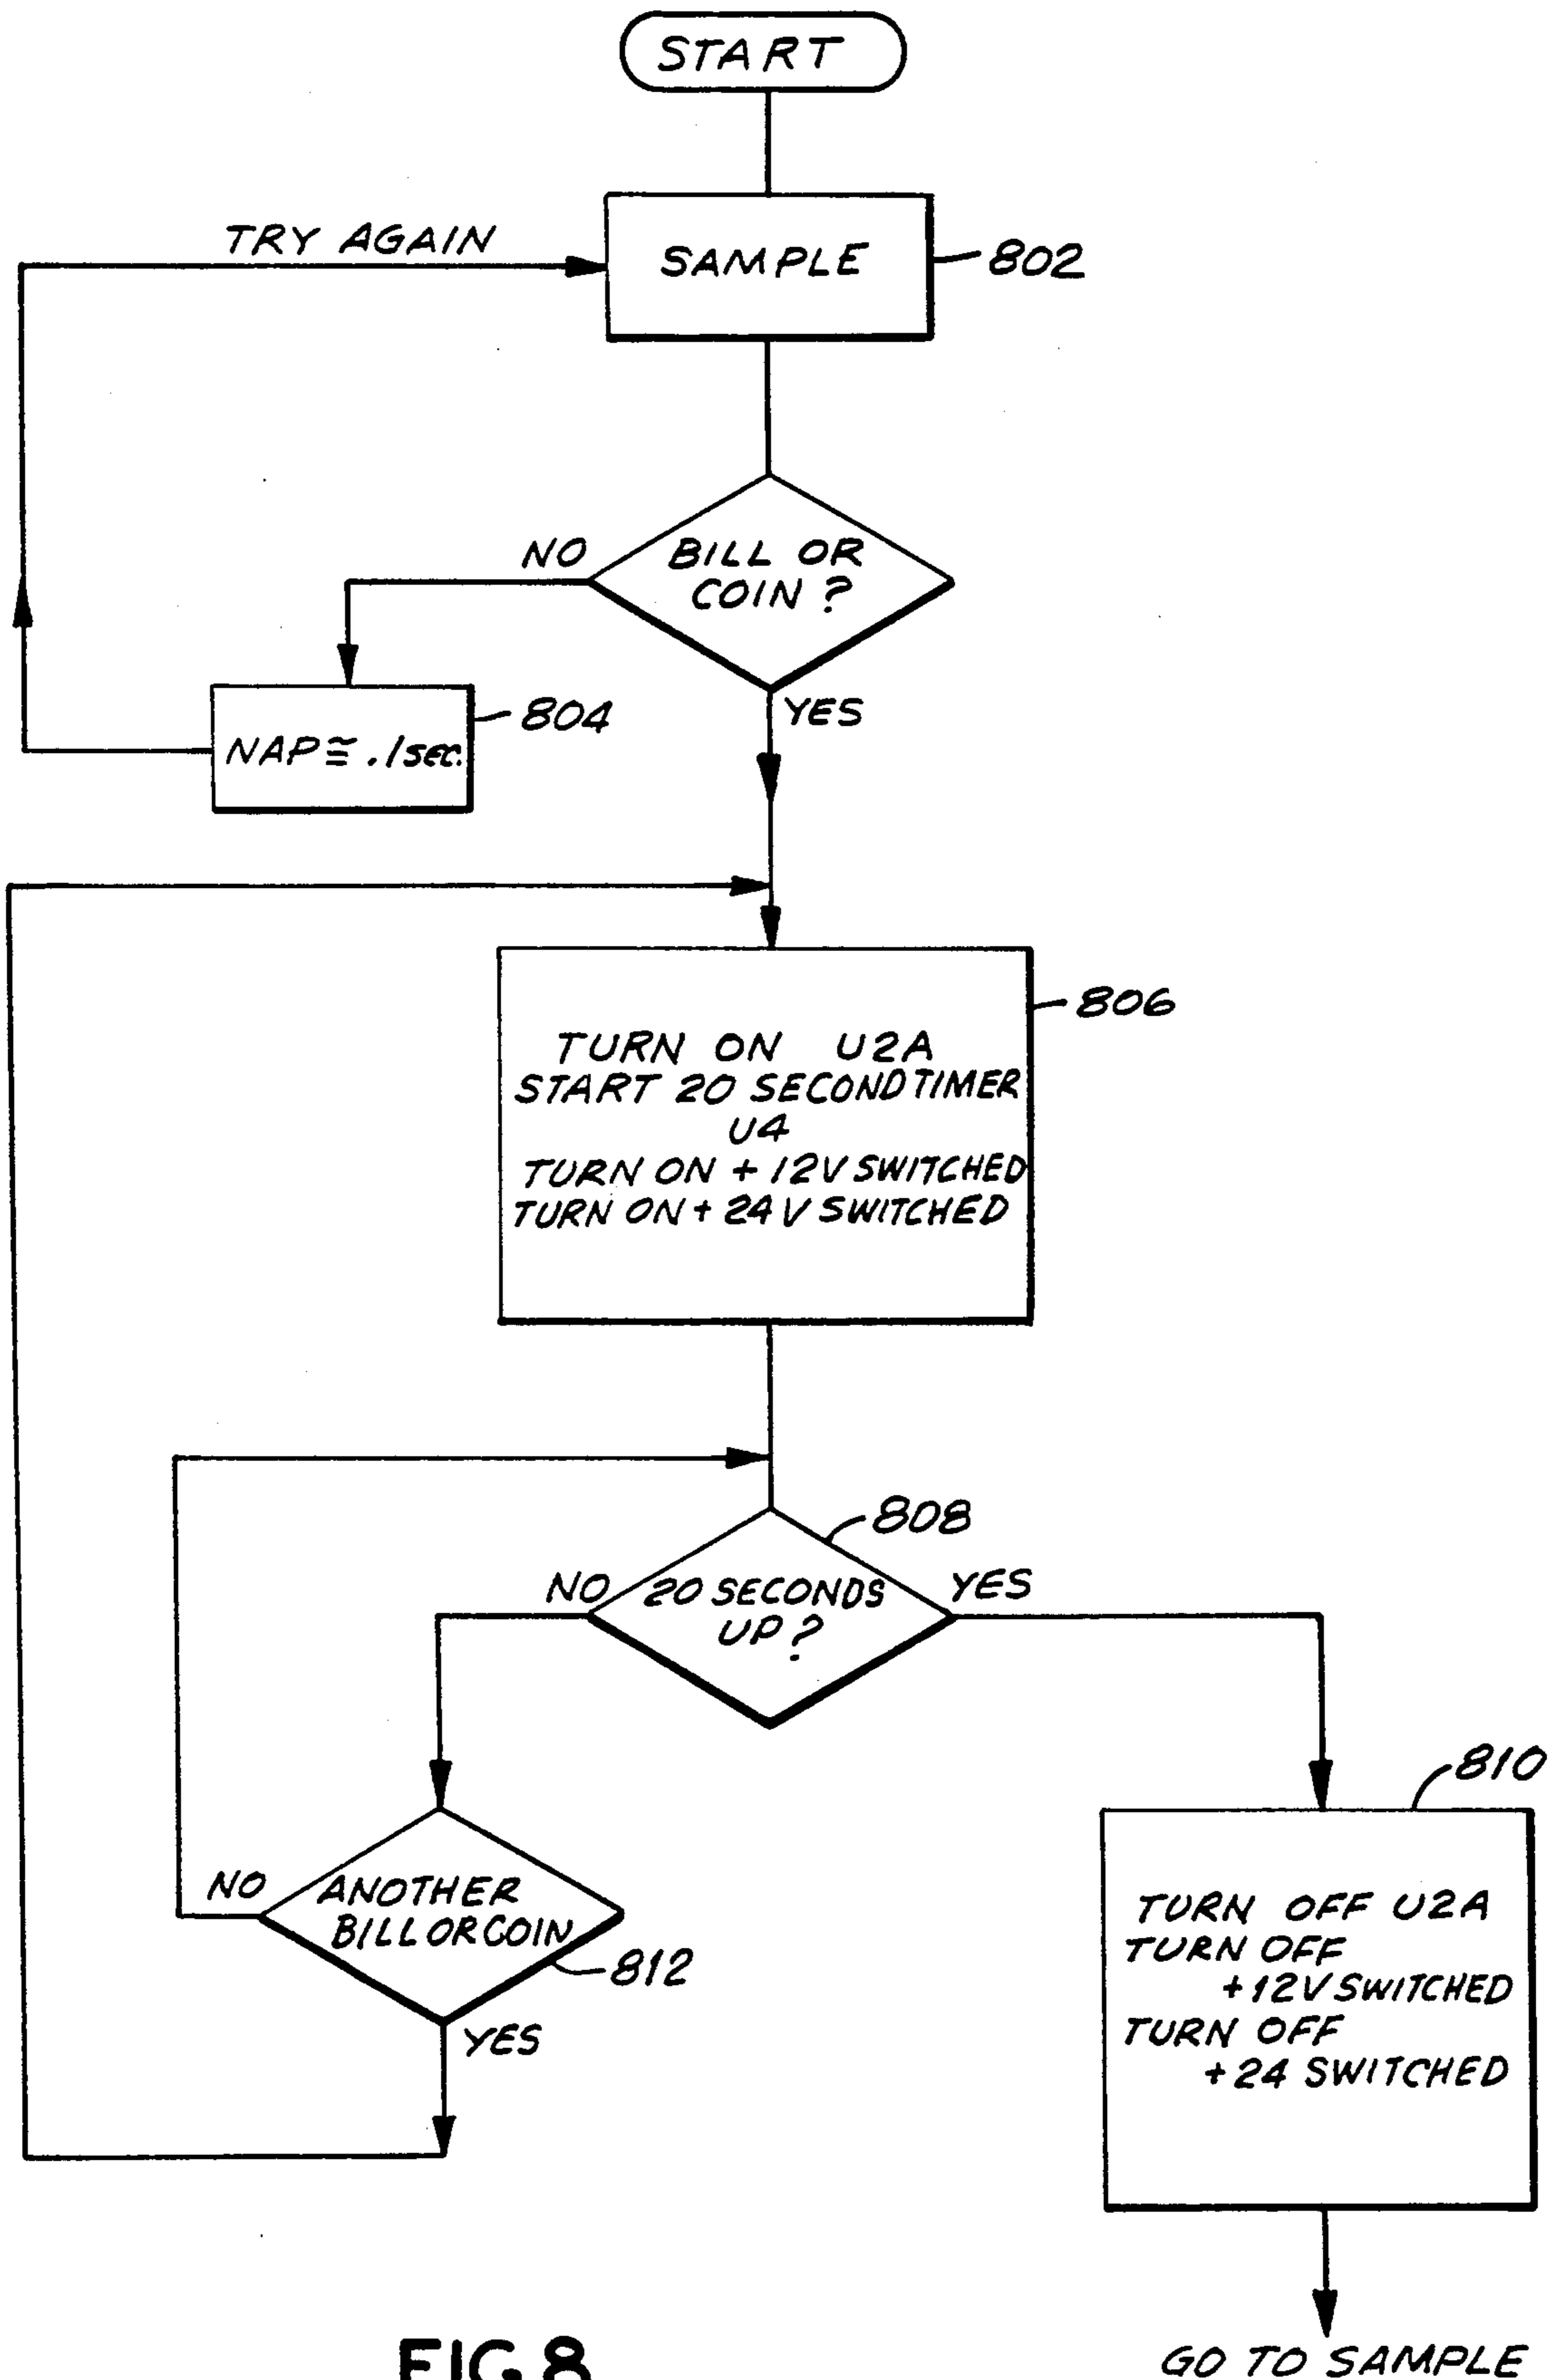 START
TRY AGAIN
SAMPLE
802
NO
BILL OR
COIN ?
YES
804
NAP ≅ .1 sec.
806
TURN ON U2A
START 20 SECOND TIMER
U4
TURN ON + 12V SWITCHED
TURN ON + 24V SWITCHED
808
NO
20 SECONDS
UP ?
YES
810
NO
ANOTHER
BILL OR COIN
812
YES
TURN OFF U2A
TURN OFF
+12V SWITCHED
TURN OFF
+24 SWITCHED
GO TO SAMPLE
FIG. 8